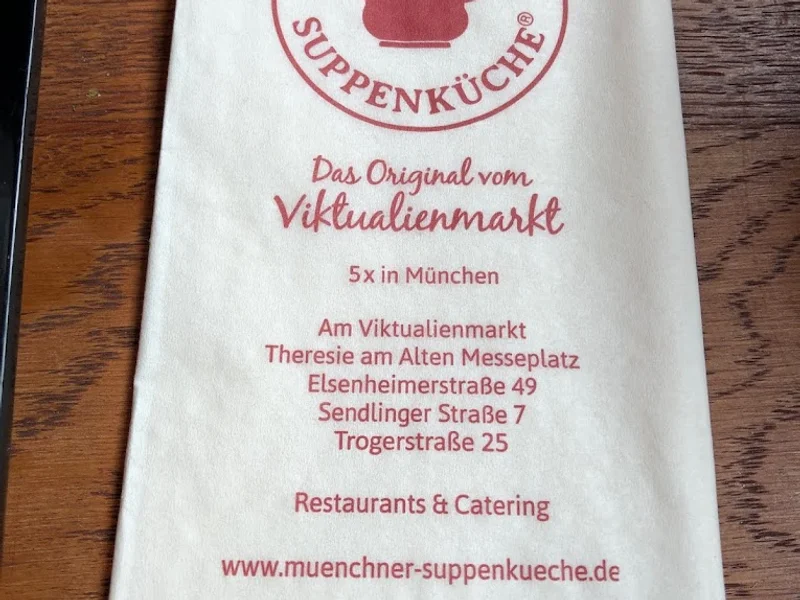 SUPPENKÜCHE®
Das Original vom
Viktualienmarkt
5x in München
Am Viktualienmarkt
Theresie am Alten Messeplatz
Elsenheimerstraße 49
Sendlinger Straße 7
Trogerstraße 25
Restaurants & Catering
www.muenchner-suppenkueche.de